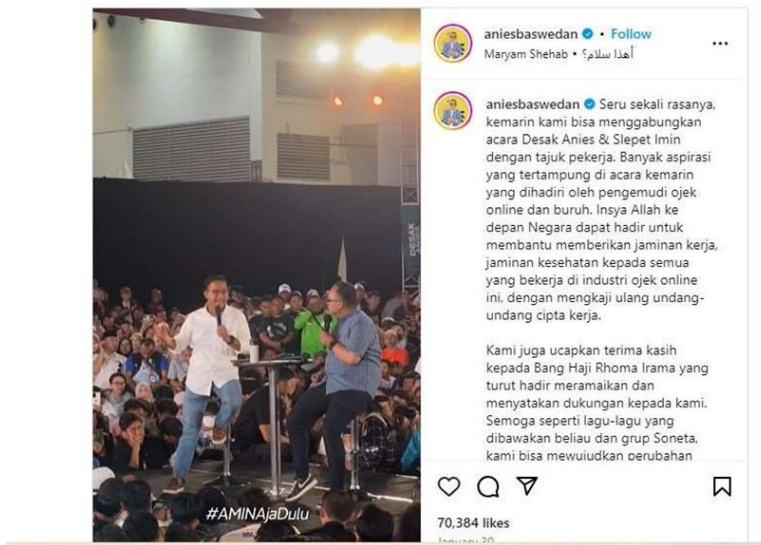 aniesbaswedan • Follow
Maryam Shehab • أهذا سلام؟
aniesbaswedan Seru sekali rasanya,
kemarin kami bisa menggabungkan
acara Desak Anies & Slepet Imin
dengan tajuk pekerja. Banyak aspirasi
yang tertampung di acara kemarin
yang dihadiri oleh pengemudi ojek
online dan buruh. Insya Allah ke
depan Negara dapat hadir untuk
membantu memberikan jaminan kerja,
jaminan kesehatan kepada semua
yang bekerja di industri ojek online
ini, dengan mengkaji ulang undang-
undang cipta kerja.
Kami juga ucapkan terima kasih
kepada Bang Haji Rhoma Irama yang
turut hadir meramaikan dan
menyatakan dukungan kepada kami.
Semoga seperti lagu-lagu yang
dibawakan beliau dan grup Soneta,
kami bisa mewujudkan perubahan
70,384 likes
January 30
DESAK
ANIES
#AMINAjaDulu